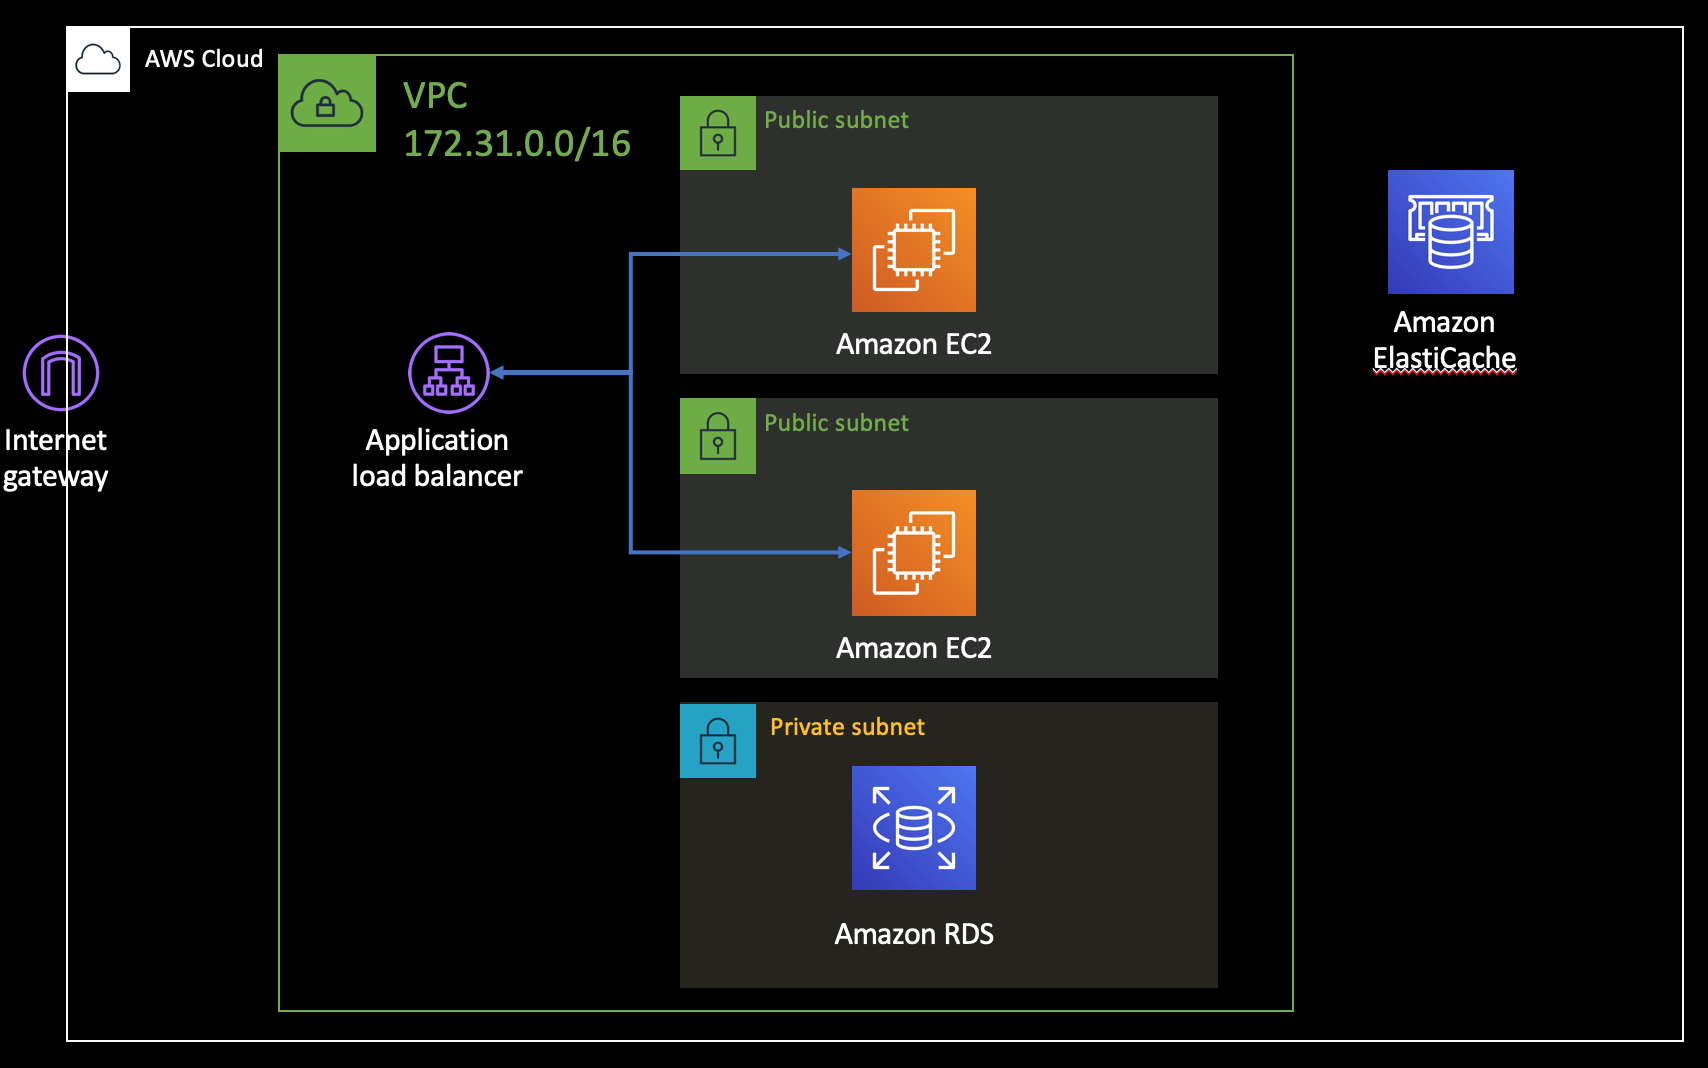 AWS Cloud
VPC
172.31.0.0/16
Public subnet
Amazon EC2
Amazon
ElastiCache
Internet
gateway
Application
load balancer
Public subnet
Amazon EC2
Private subnet
Amazon RDS